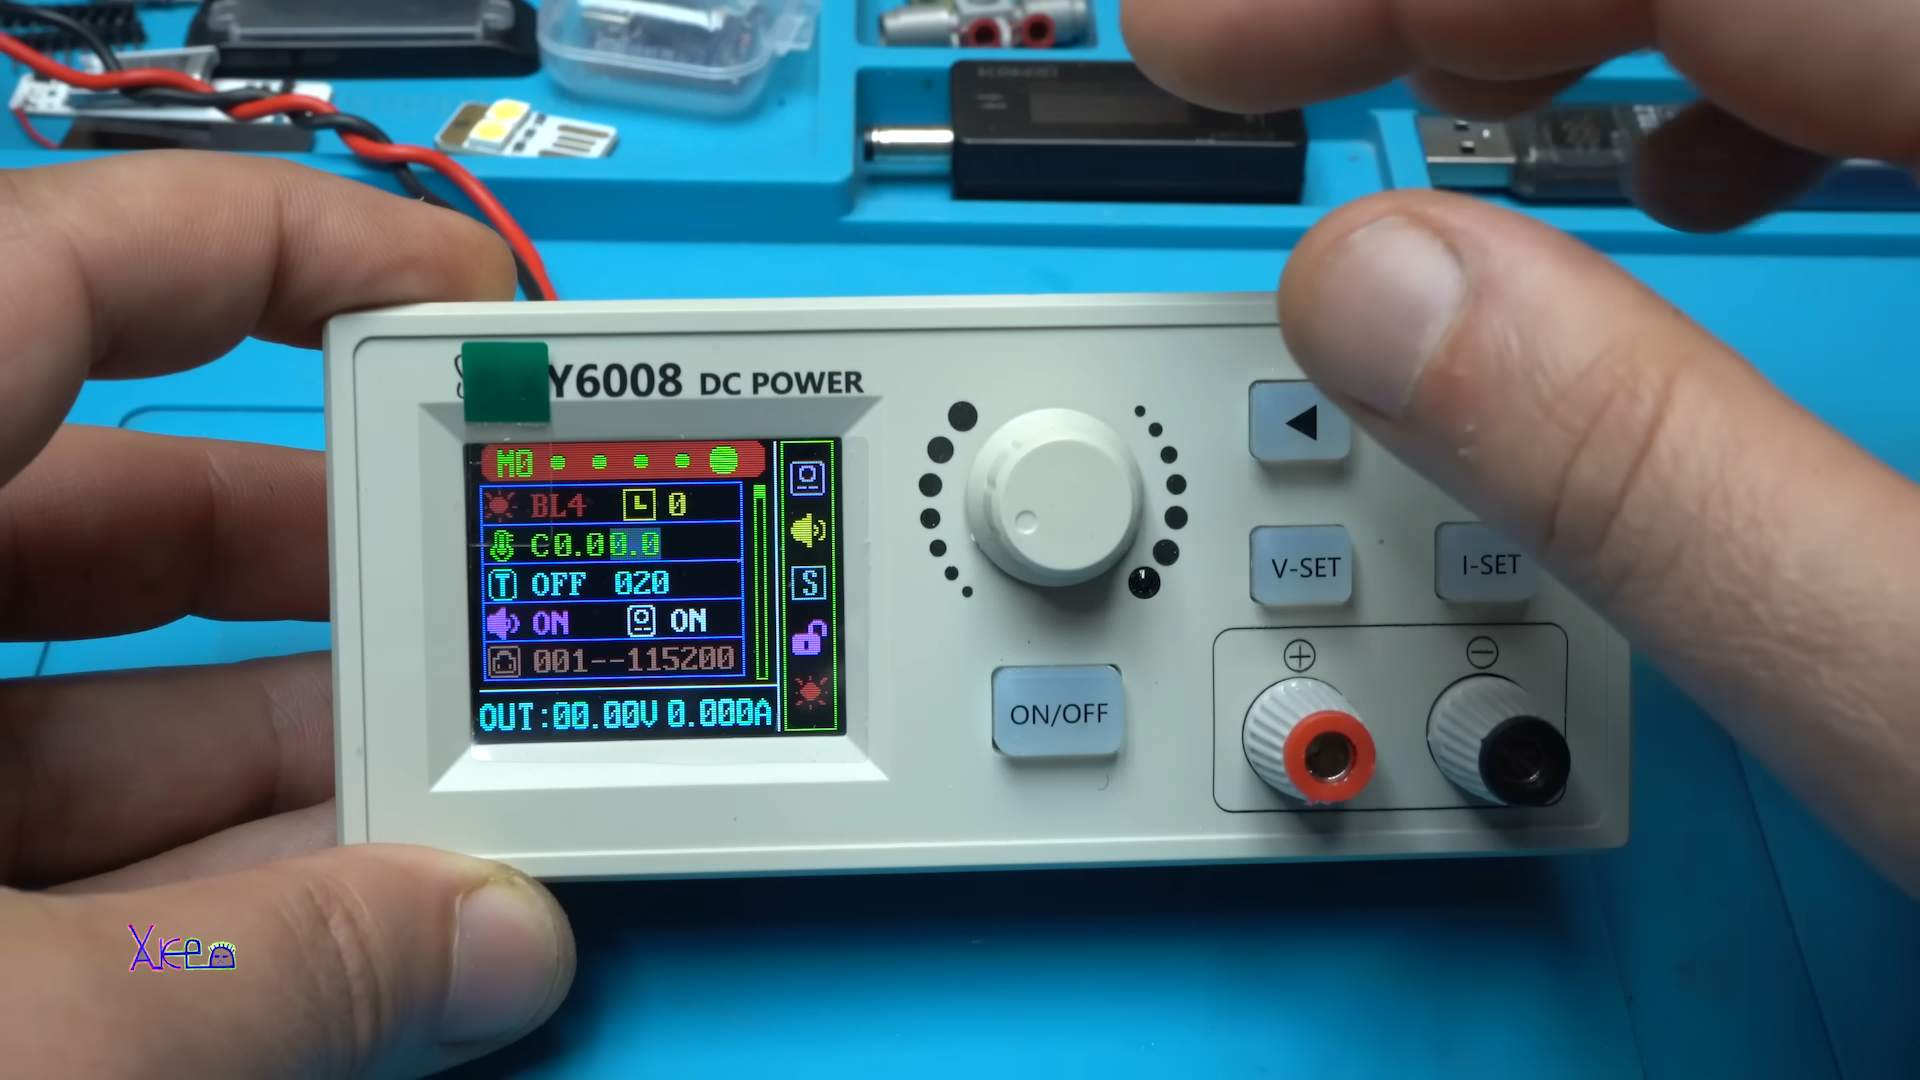 Y6008 DC POWER
M0
BL4 0
C0.00.0
T OFF 020
S
ON ON
001--115200
OUT:00.00V 0.000A
V-SET
I-SET
ON/OFF
+
−